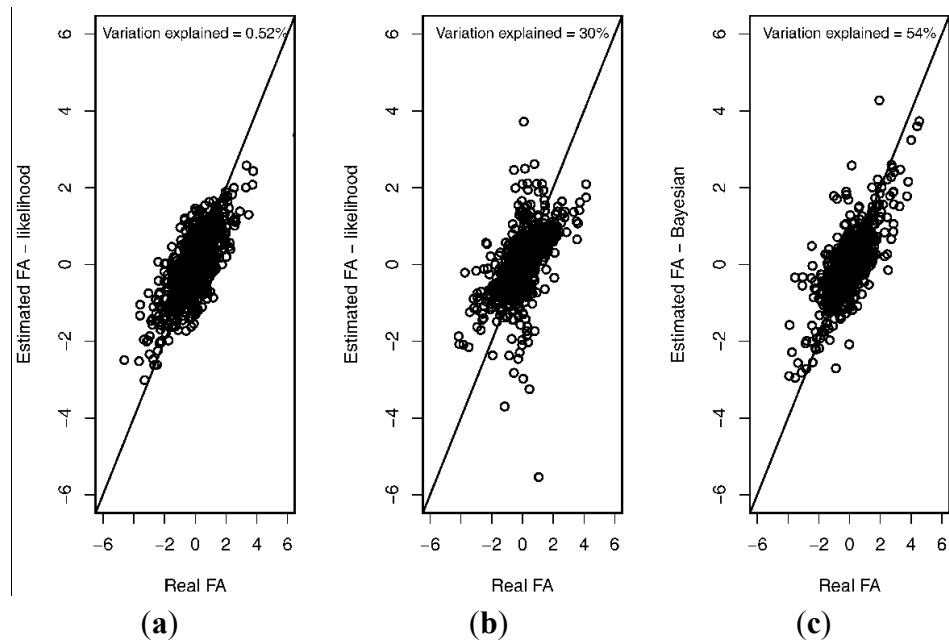 Variation explained = 0.52%
Estimated FA – likelihood
6
4
2
0
−2
−4
−6
−6 −2 0 2 4 6
Real FA
(a)
Variation explained = 30%
Estimated FA – likelihood
6
4
2
0
−2
−4
−6
−6 −2 0 2 4 6
Real FA
(b)
Variation explained = 54%
Estimated FA – Bayesian
6
4
2
0
−2
−4
−6
−6 −2 0 2 4 6
Real FA
(c)